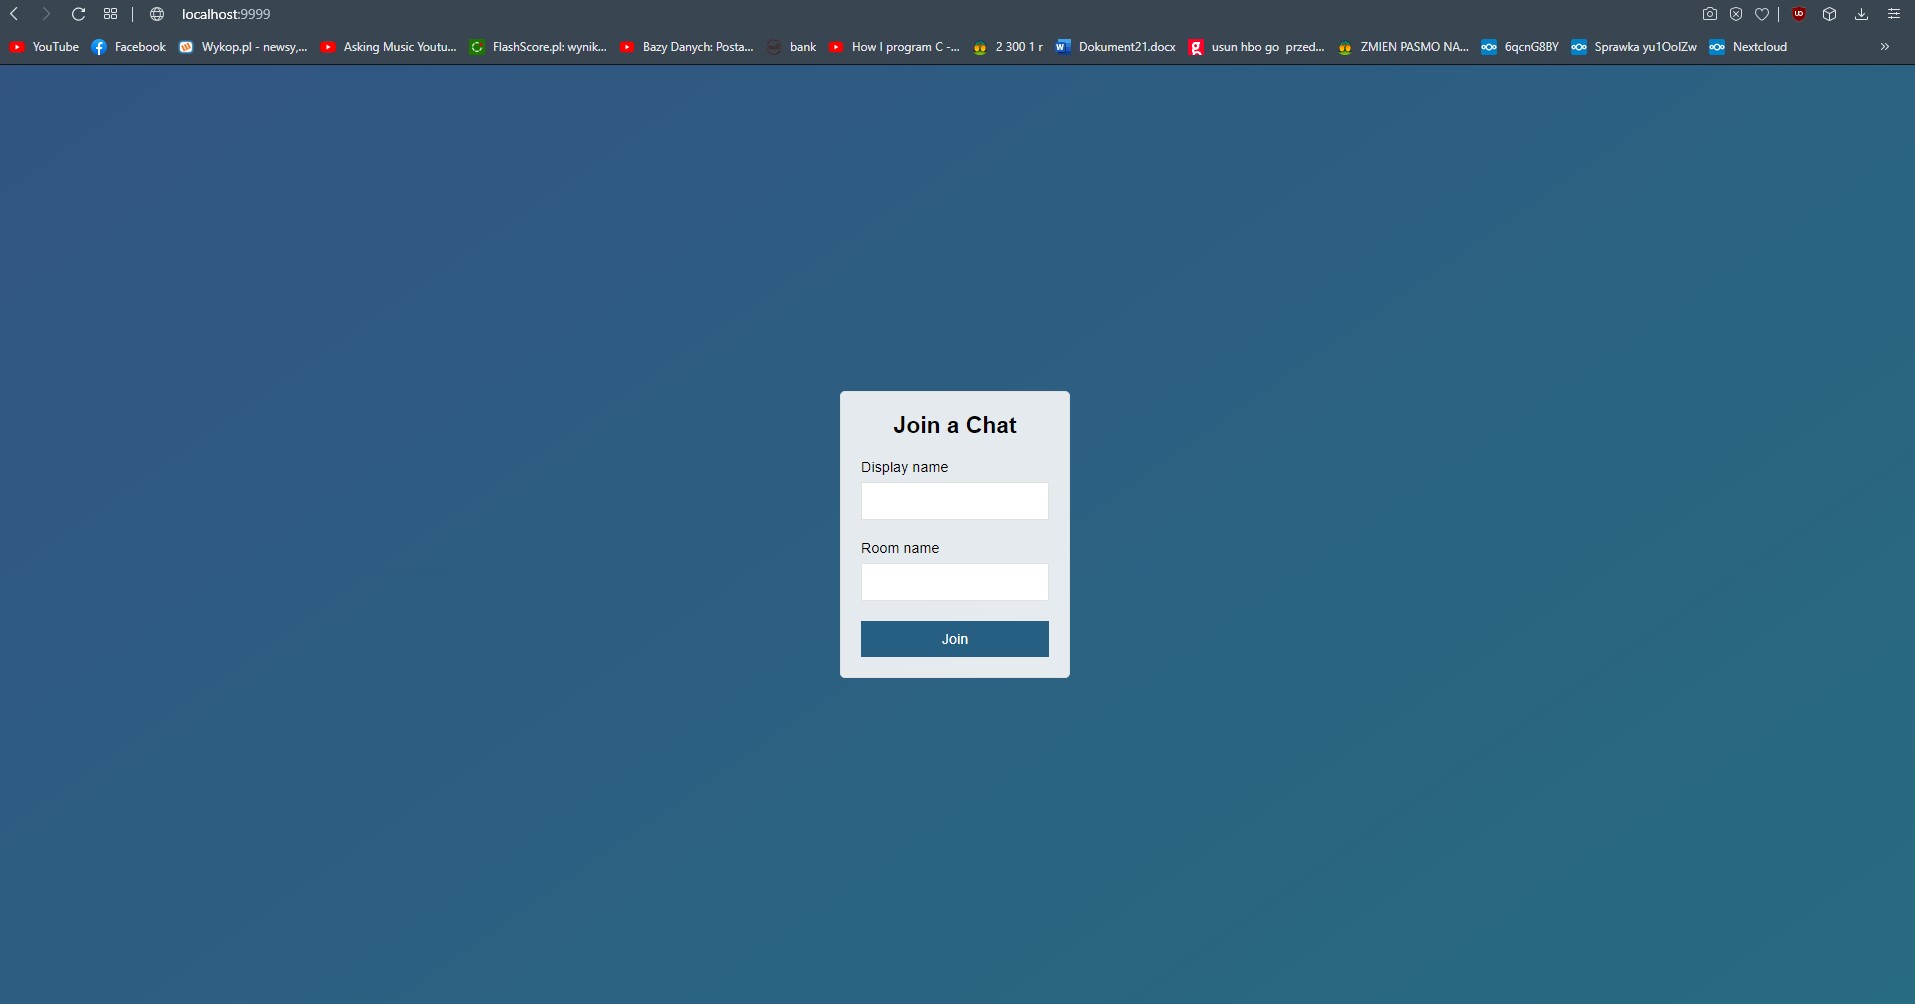 localhost:9999
YouTube Facebook Wykop.pl - newsy,... Asking Music Youtu... FlashScore.pl: wynik... Bazy Danych: Posta... bank How I program C -... 2 300 1 r Dokument21.docx usun hbo go przed... ZMIEN PASMO NA... 6qcnG8BY Sprawka yu1OolZw Nextcloud »
Join a Chat
Display name
Room name
Join